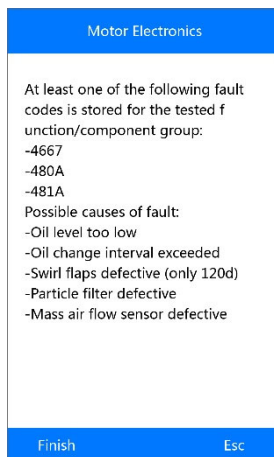 Motor Electronics
At least one of the following fault
codes is stored for the tested f
unction/component group:
-4667
-480A
-481A
Possible causes of fault:
-Oil level too low
-Oil change interval exceeded
-Swirl flaps defective (only 120d)
-Particle filter defective
-Mass air flow sensor defective
Finish Esc